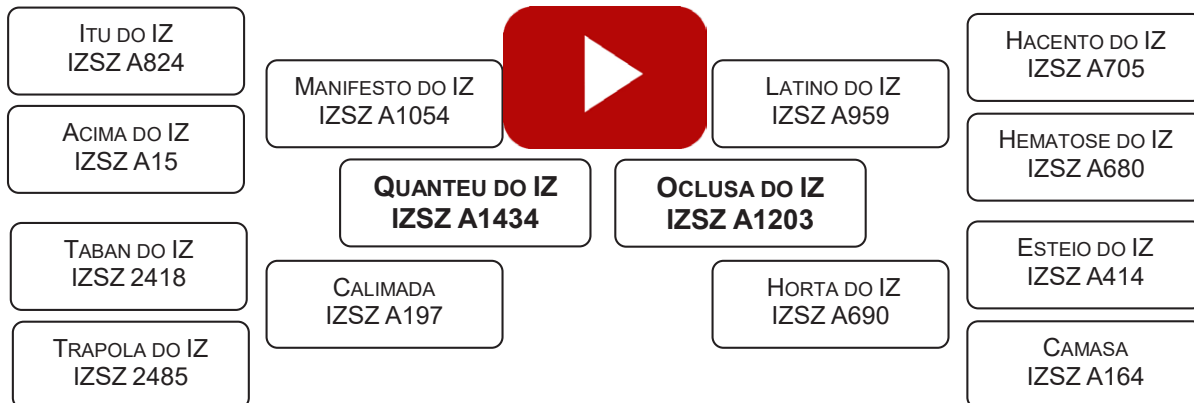 Itu do IZ
IZSZ A824
Acima do IZ
IZSZ A15
Taban do IZ
IZSZ 2418
Trapola do IZ
IZSZ 2485
Manifesto do IZ
IZSZ A1054
Calimada
IZSZ A197
Quanteu do IZ
IZSZ A1434
Oclusa do IZ
IZSZ A1203
Latino do IZ
IZSZ A959
Horta do IZ
IZSZ A690
Hacento do IZ
IZSZ A705
Hematose do IZ
IZSZ A680
Esteio do IZ
IZSZ A414
Camasa
IZSZ A164